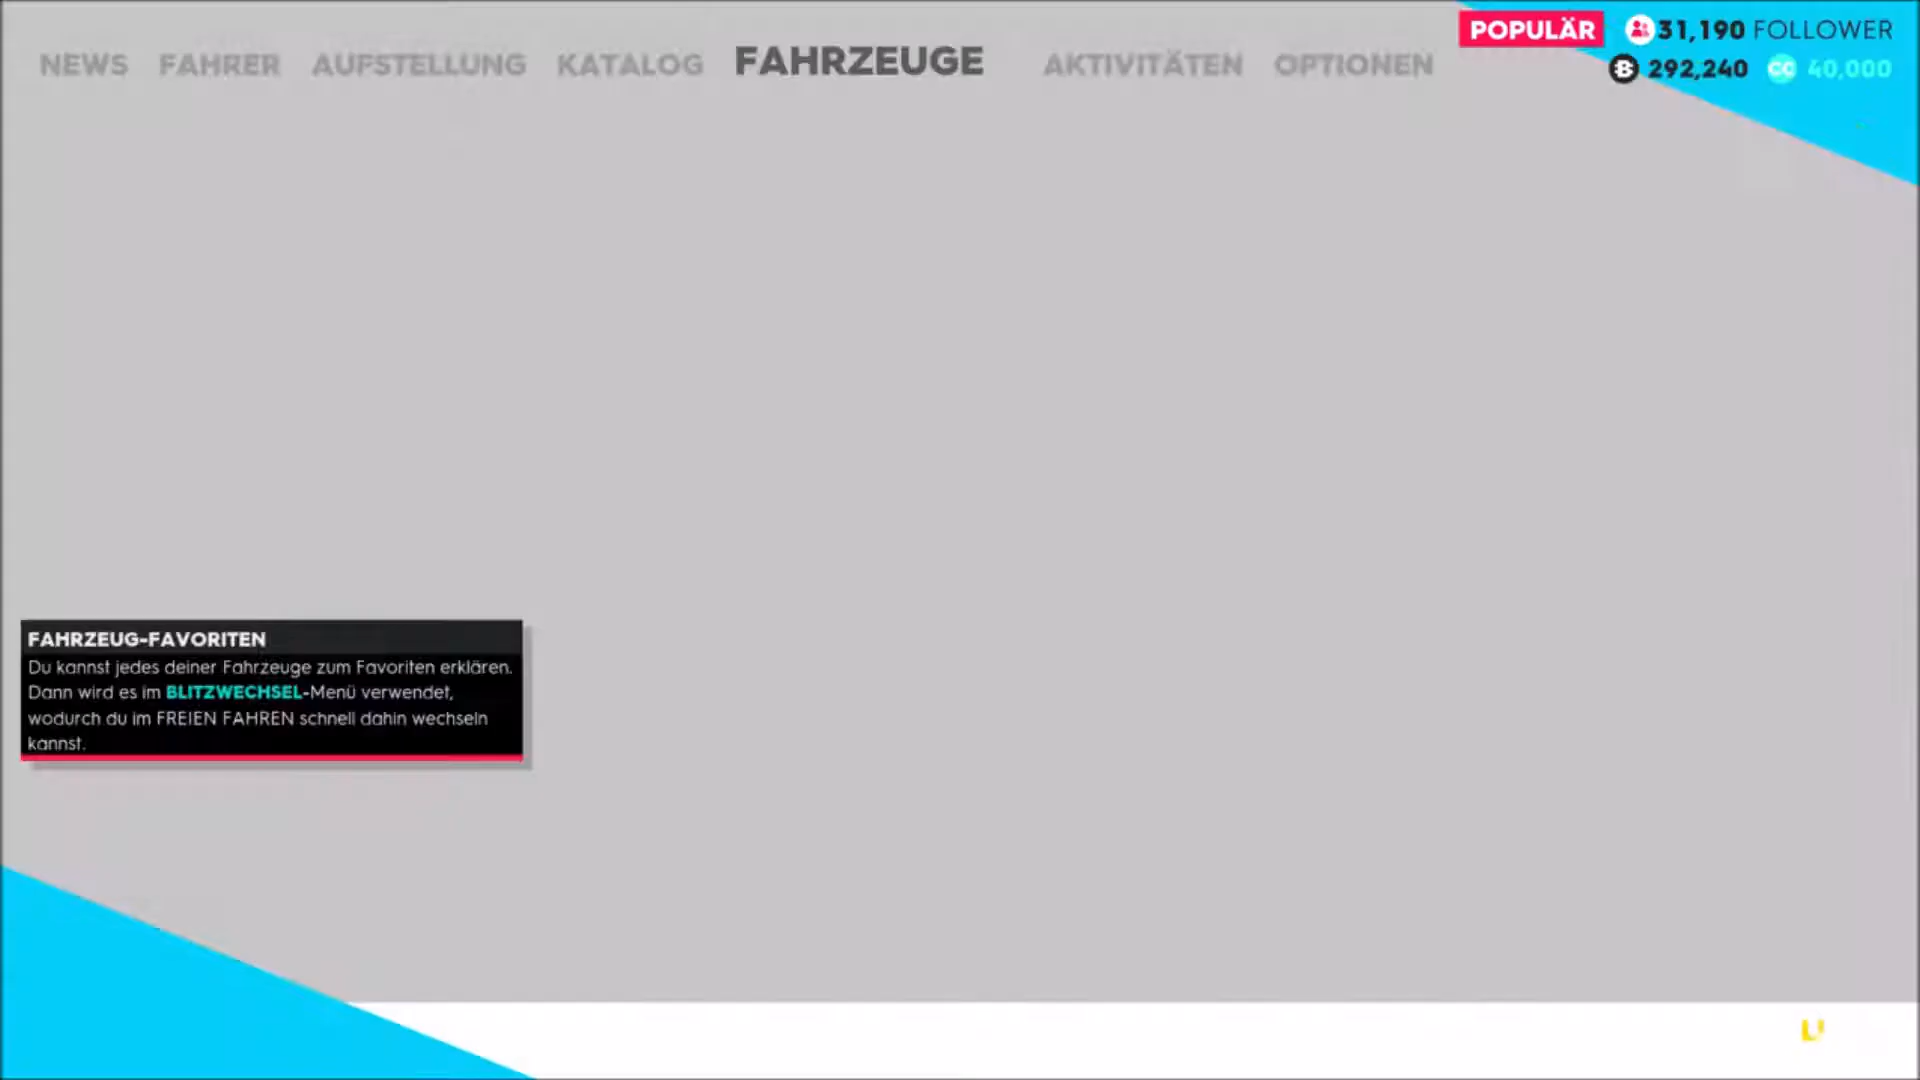 NEWS FAHRER AUFSTELLUNG KATALOG FAHRZEUGE AKTIVITÄTEN OPTIONEN
POPULÄR 31,190 FOLLOWER
B 292,240 CC 40,000
FAHRZEUG-FAVORITEN
Du kannst jedes deiner Fahrzeuge zum Favoriten erklären.
Dann wird es im BLITZWECHSEL-Menü verwendet,
wodurch du im FREIEN FAHREN schnell dahin wechseln
kannst.